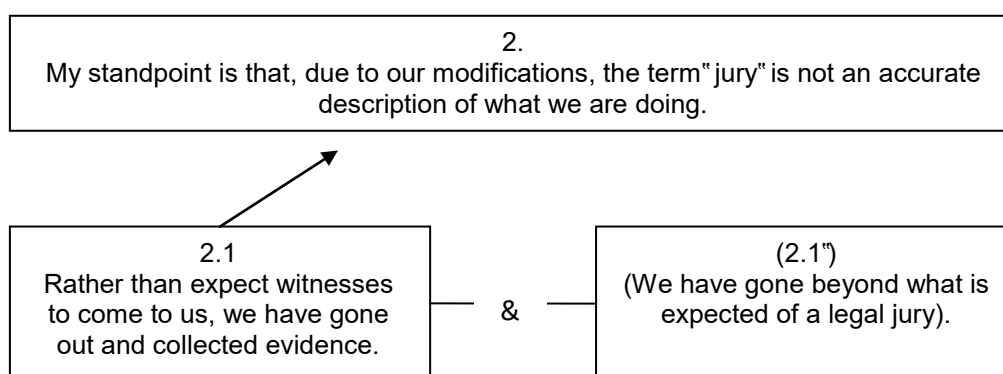 2.
My standpoint is that, due to our modifications, the term‟ jury‟ is not an accurate
description of what we are doing.
2.1
Rather than expect witnesses
to come to us, we have gone
out and collected evidence.
&
(2.1‟)
(We have gone beyond what is
expected of a legal jury).